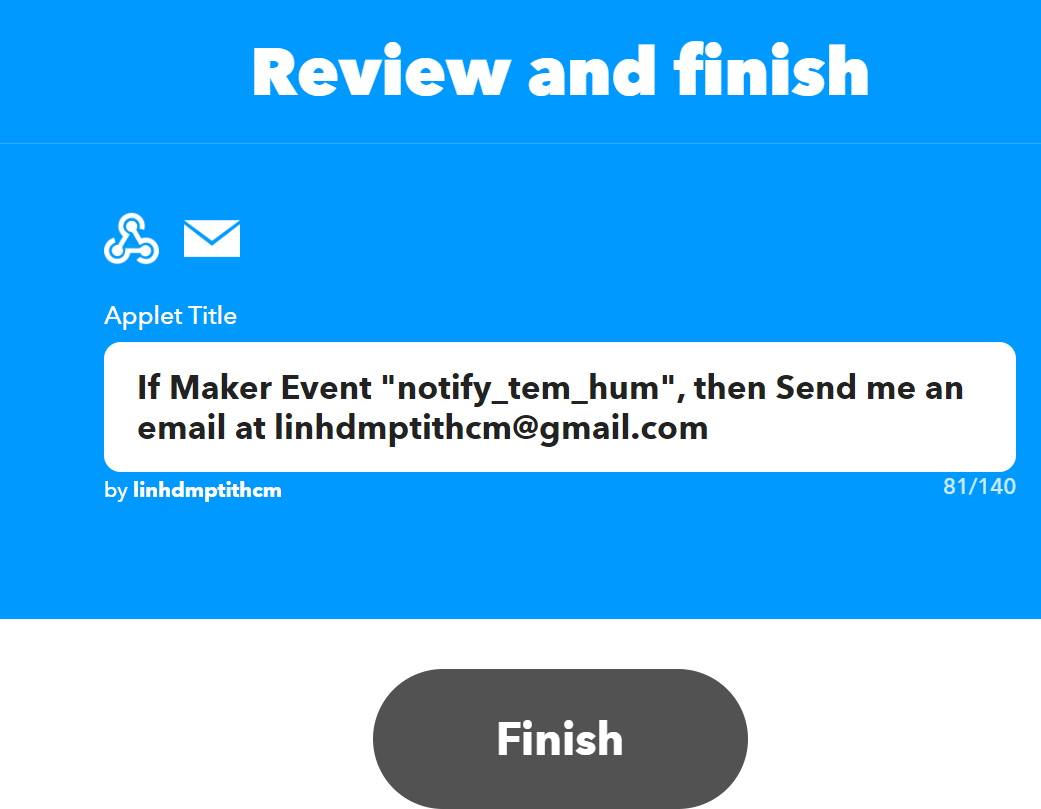 Review and finish
Applet Title
If Maker Event "notify_tem_hum", then Send me an
email at linhdmptithcm@gmail.com
by linhdmptithcm
81/140
Finish